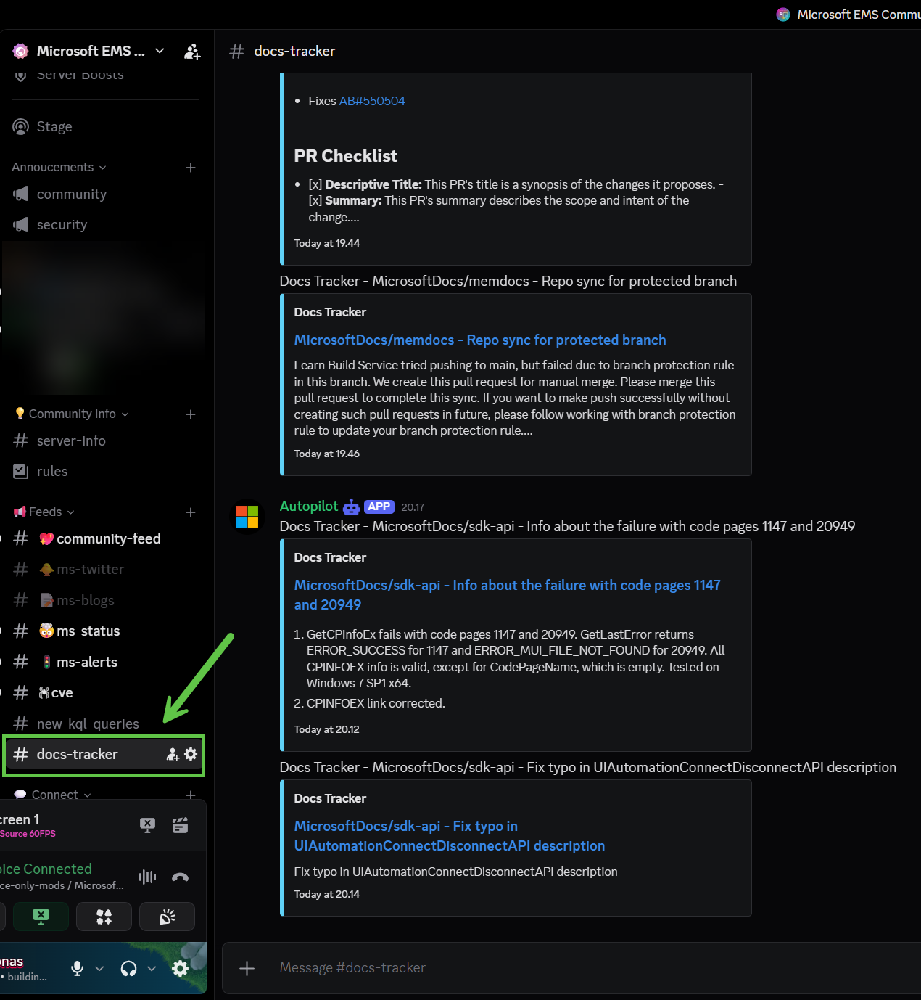 Microsoft EMS Commu
Microsoft EMS ...
Server Boosts
Stage
Annoucements
community
security
Community Info
server-info
rules
Feeds
community-feed
ms-twitter
ms-blogs
ms-status
ms-alerts
cve
new-kql-queries
docs-tracker
Connect
creen 1
Source 60FPS
oice Connected
ce-only-mods / Microsof...
onas
• buildin...
docs-tracker
• Fixes AB#550504
PR Checklist
• [x] Descriptive Title: This PR's title is a synopsis of the changes it proposes. -
[x] Summary: This PR's summary describes the scope and intent of the
change....
Today at 19.44
Docs Tracker - MicrosoftDocs/memdocs - Repo sync for protected branch
Docs Tracker
MicrosoftDocs/memdocs - Repo sync for protected branch
Learn Build Service tried pushing to main, but failed due to branch protection rule
in this branch. We create this pull request for manual merge. Please merge this
pull request to complete this sync. If you want to make push successfully without
creating such pull requests in future, please follow working with branch protection
rule to update your branch protection rule....
Today at 19.46
Autopilot APP 20.17
Docs Tracker - MicrosoftDocs/sdk-api - Info about the failure with code pages 1147 and 20949
Docs Tracker
MicrosoftDocs/sdk-api - Info about the failure with code pages 1147
and 20949
1. GetCPInfoEx fails with code pages 1147 and 20949. GetLastError returns
ERROR_SUCCESS for 1147 and ERROR_MUI_FILE_NOT_FOUND for 20949. All
CPINFOEX info is valid, except for CodePageName, which is empty. Tested on
Windows 7 SP1 x64.
2. CPINFOEX link corrected.
Today at 20.12
Docs Tracker - MicrosoftDocs/sdk-api - Fix typo in UIAutomationConnectDisconnectAPI description
Docs Tracker
MicrosoftDocs/sdk-api - Fix typo in
UIAutomationConnectDisconnectAPI description
Fix typo in UIAutomationConnectDisconnectAPI description
Today at 20.14
Message #docs-tracker